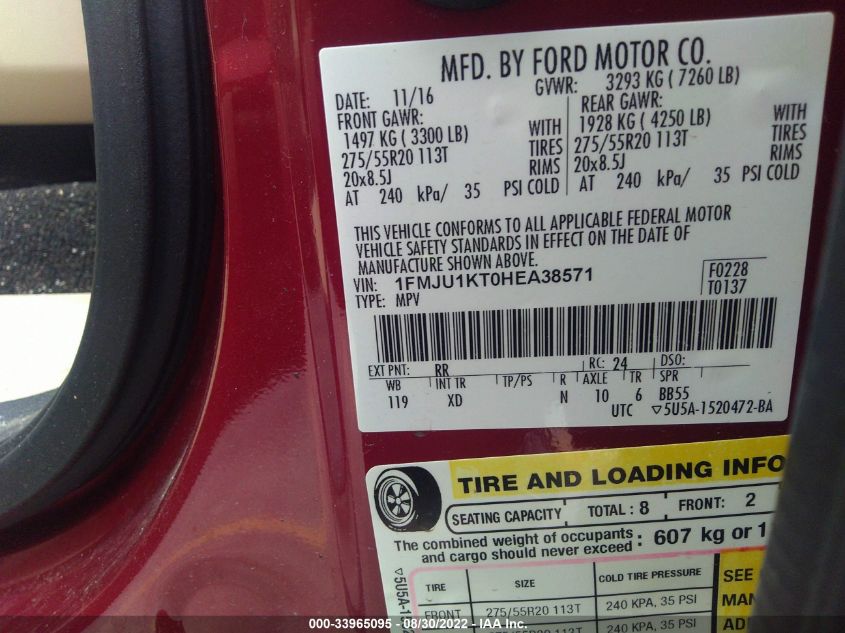 MFD. BY FORD MOTOR CO.
DATE: 11/16 GVWR: 3293 KG ( 7260 LB)
FRONT GAWR: REAR GAWR:
1497 KG ( 3300 LB) WITH 1928 KG ( 4250 LB) WITH
275/55R20 113T TIRES 275/55R20 113T TIRES
20x8.5J RIMS 20x8.5J RIMS
AT 240 kPa/ 35 PSI COLD AT 240 kPa/ 35 PSI COLD
THIS VEHICLE CONFORMS TO ALL APPLICABLE FEDERAL MOTOR
VEHICLE SAFETY STANDARDS IN EFFECT ON THE DATE OF
MANUFACTURE SHOWN ABOVE.
VIN: 1FMJU1KT0HEA38571 F0228
TYPE: MPV T0137
EXT PNT: RR RC: 24 DSO:
WB INT TR TP/PS R AXLE TR SPR
119 XD N 10 6 BB55
UTC ▽5U5A-1520472-BA
TIRE AND LOADING INFO
SEATING CAPACITY TOTAL : 8 FRONT: 2
The combined weight of occupants
and cargo should never exceed : 607 kg or 1
TIRE SIZE COLD TIRE PRESSURE SEE
FRONT 275/55R20 113T 240 KPA, 35 PSI MAN
▽5U5A-1
000-33965095 - 08/30/2022 - IAAI.COM